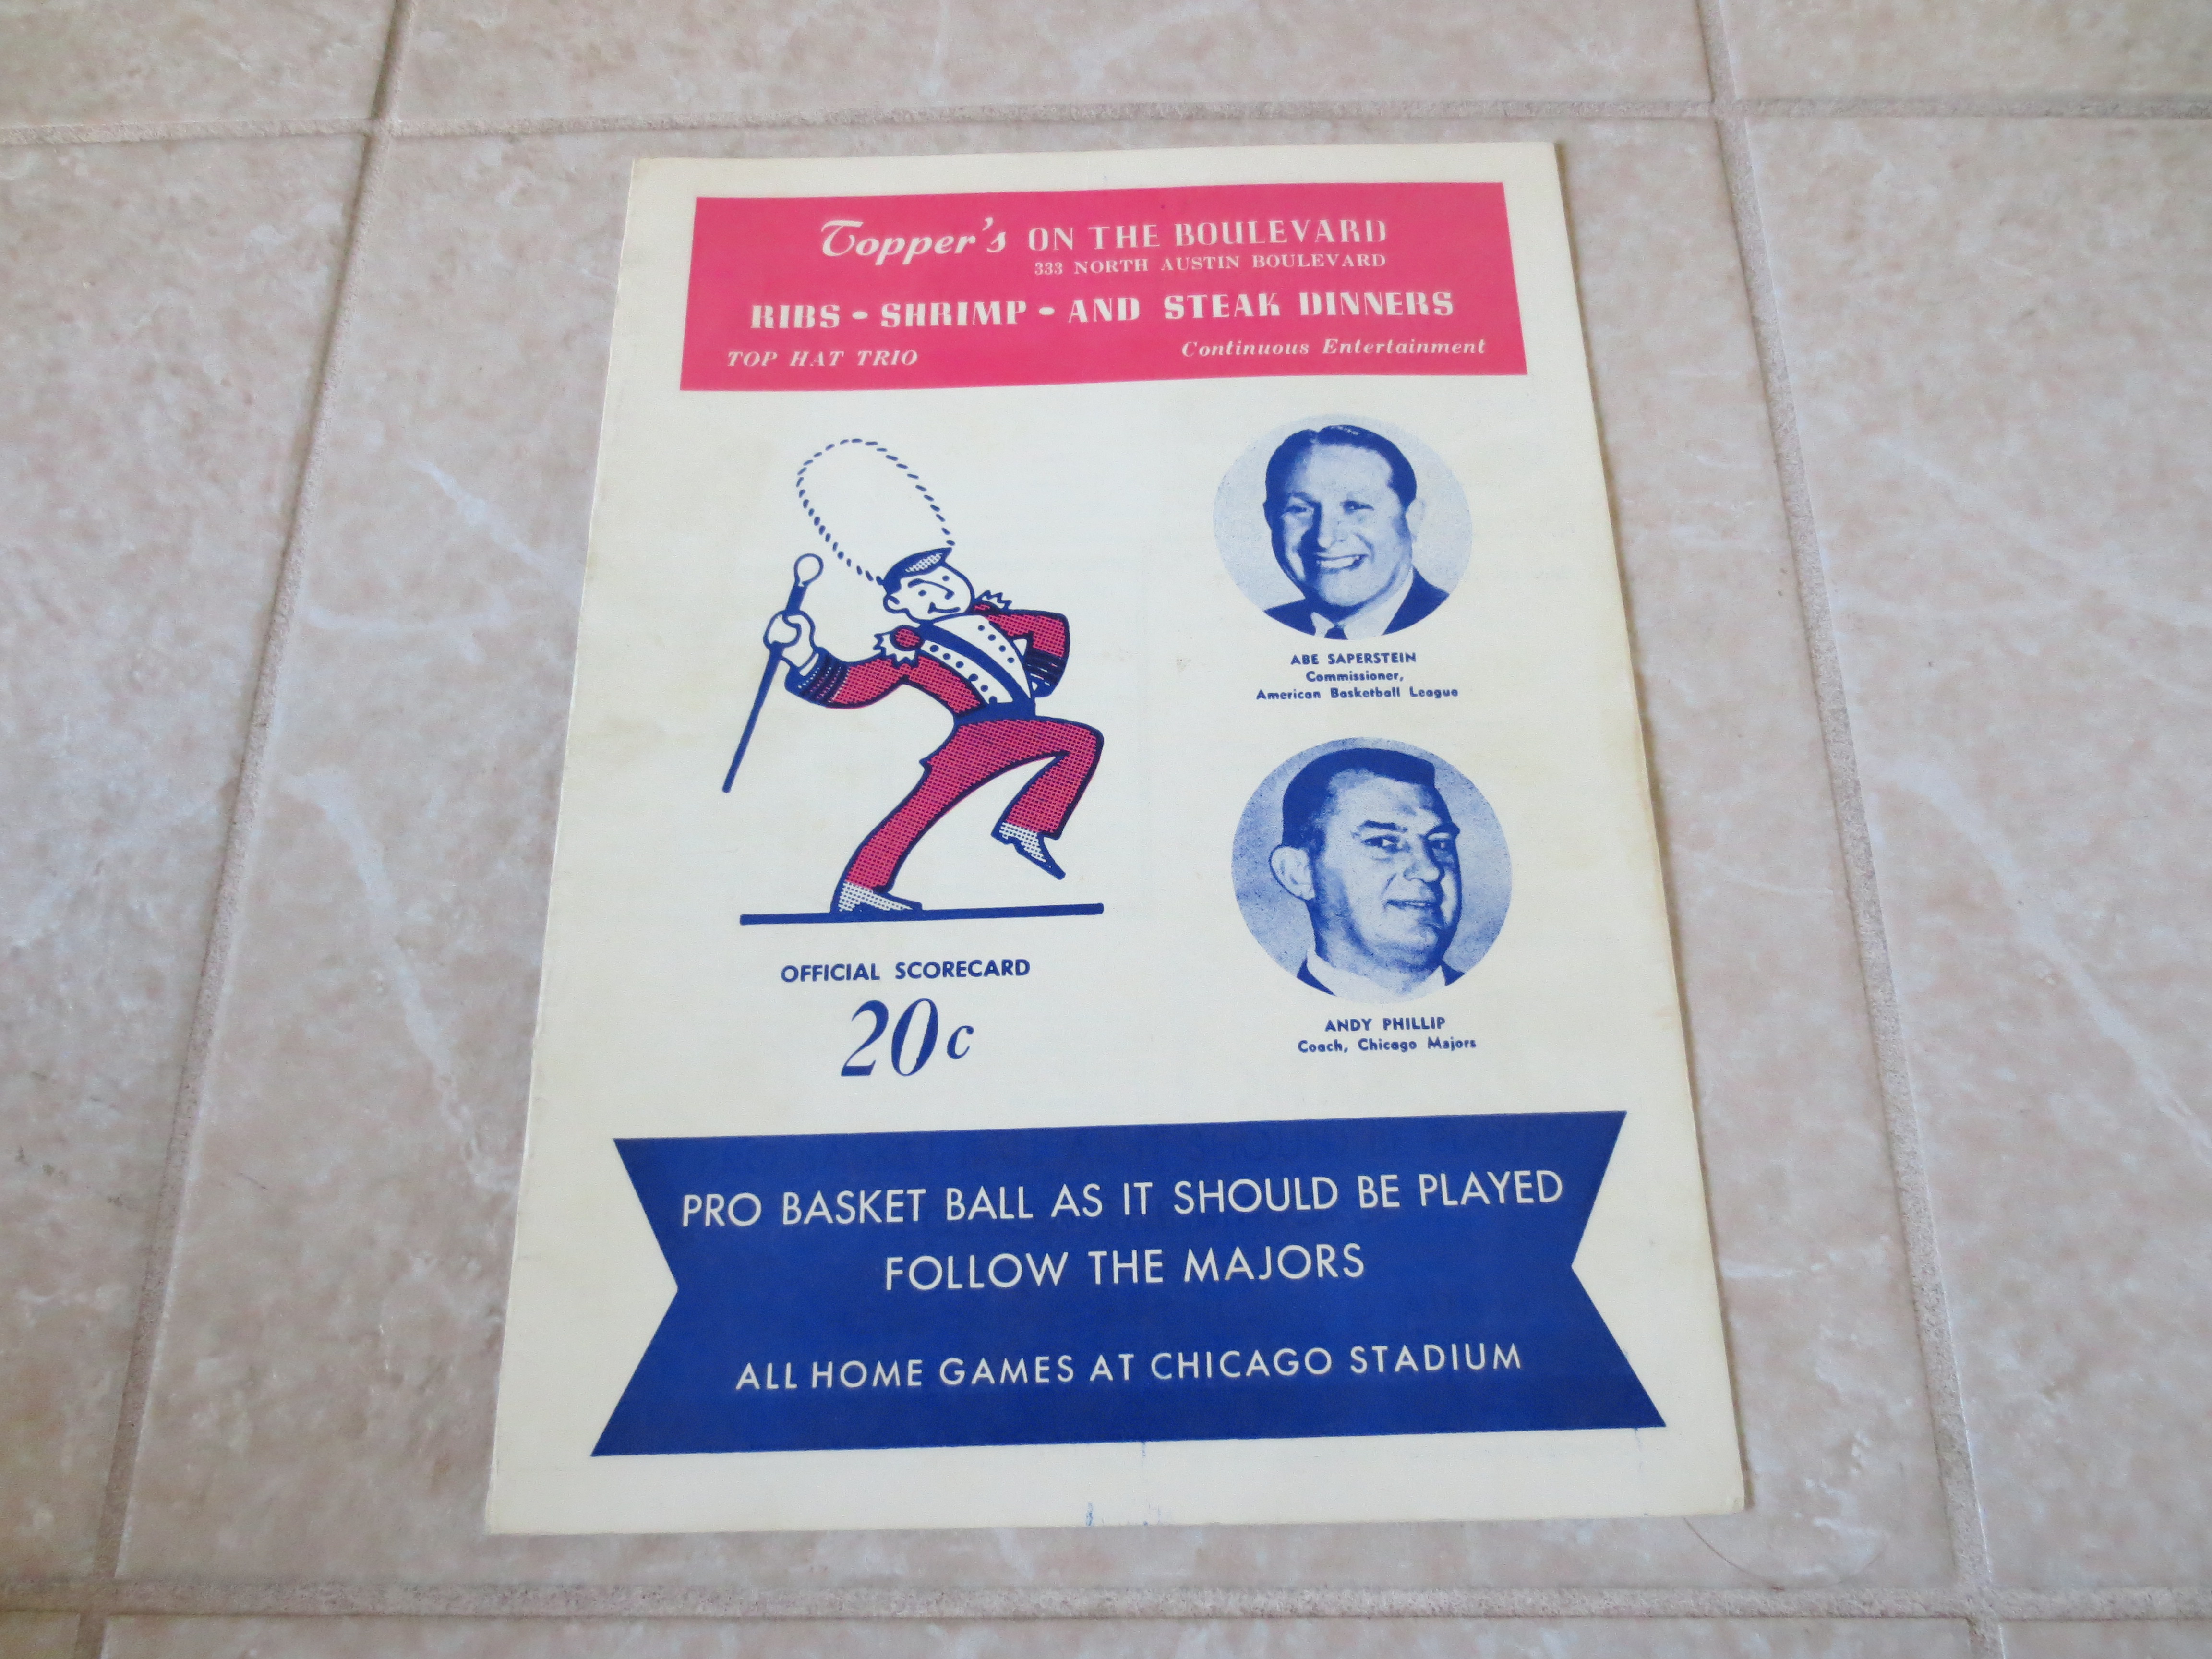 Topper's ON THE BOULEVARD
333 NORTH AUSTIN BOULEVARD
RIBS • SHRIMP • AND STEAK DINNERS
TOP HAT TRIO Continuous Entertainment
ABE SAPERSTEIN
Commissioner,
American Basketball League
ANDY PHILLIP
Coach, Chicago Majors
OFFICIAL SCORECARD
20c
PRO BASKET BALL AS IT SHOULD BE PLAYED
FOLLOW THE MAJORS
ALL HOME GAMES AT CHICAGO STADIUM